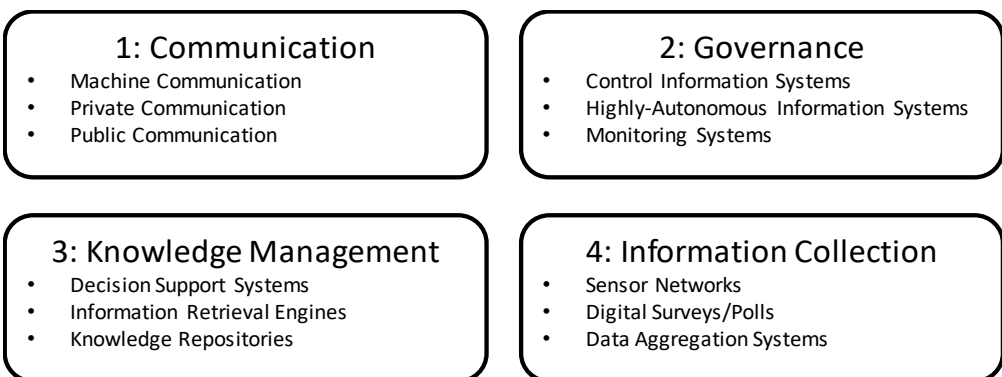 1: Communication
• Machine Communication
• Private Communication
• Public Communication
2: Governance
• Control Information Systems
• Highly-Autonomous Information Systems
• Monitoring Systems
3: Knowledge Management
• Decision Support Systems
• Information Retrieval Engines
• Knowledge Repositories
4: Information Collection
• Sensor Networks
• Digital Surveys/Polls
• Data Aggregation Systems